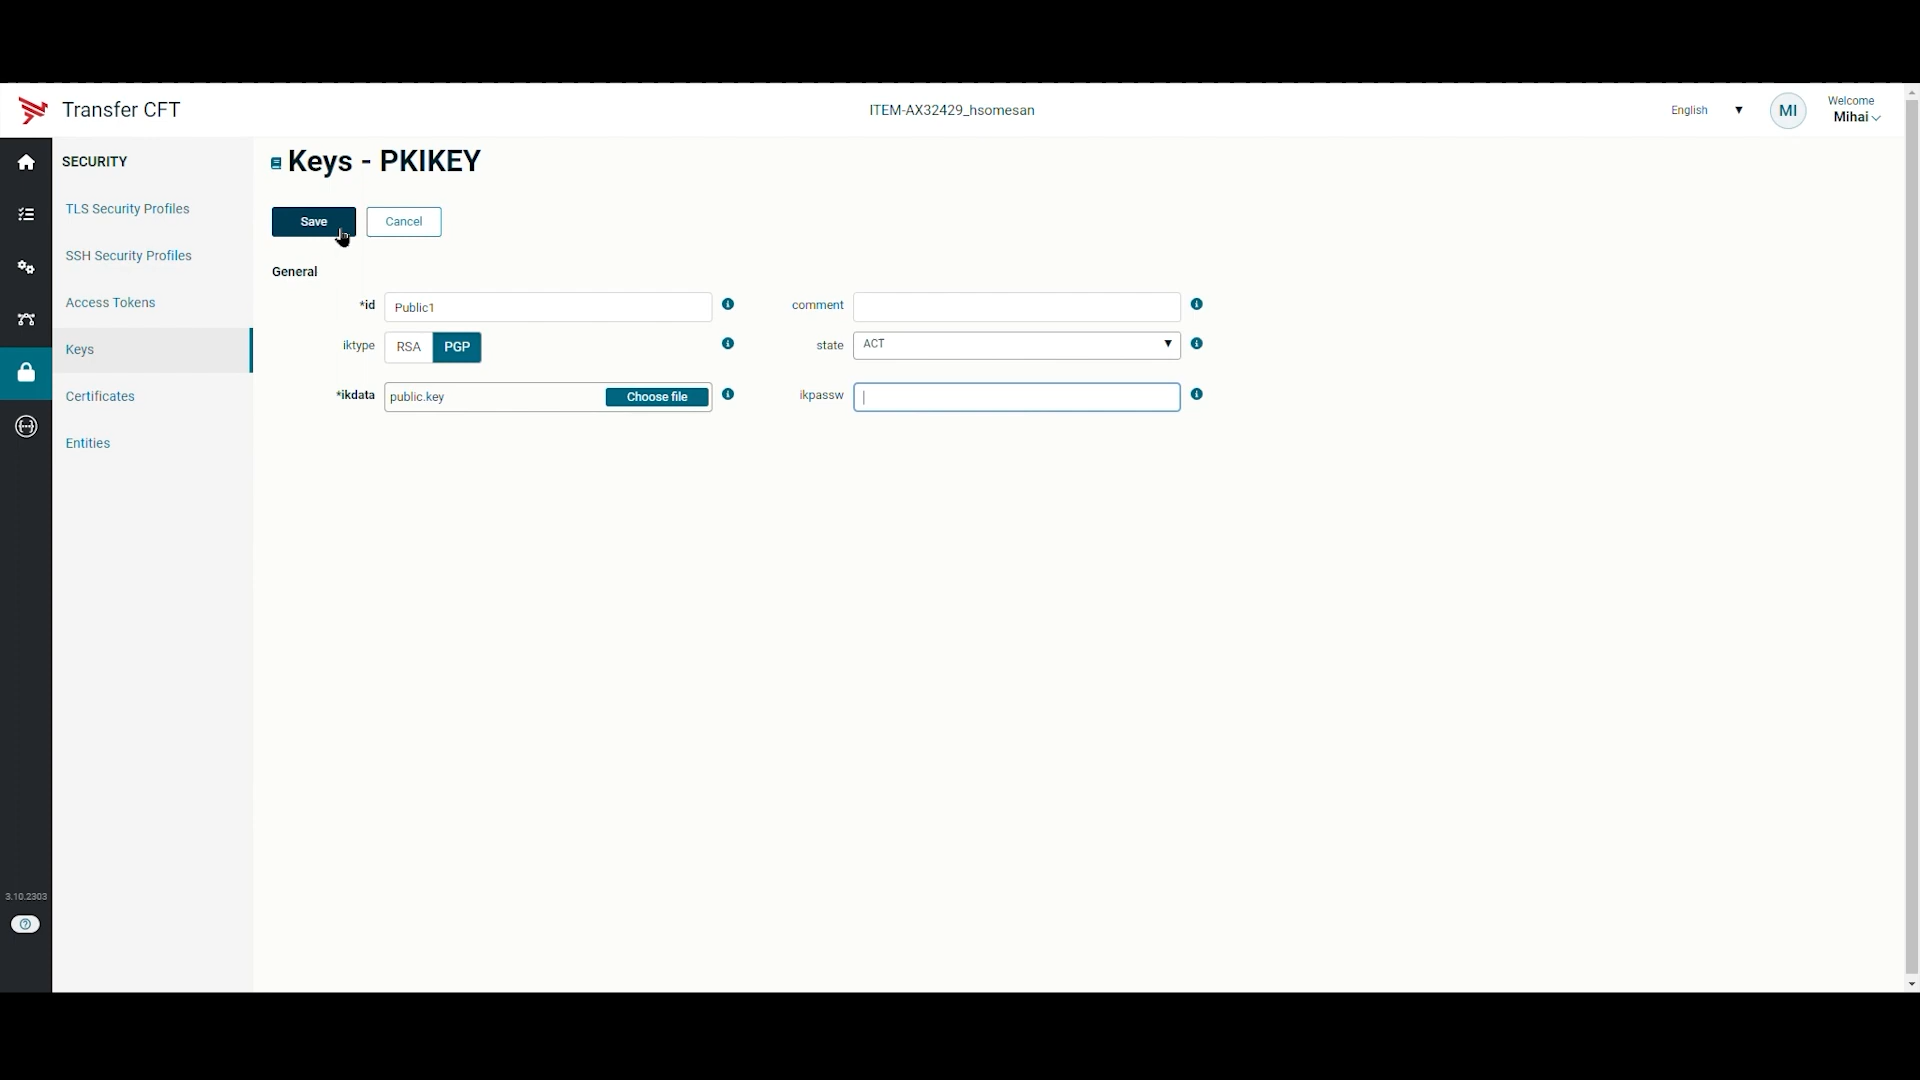 Transfer CFT
ITEM-AX32429_hsomesan
English
MI
Welcome
Mihai
SECURITY
TLS Security Profiles
SSH Security Profiles
Access Tokens
Keys
Certificates
Entities
3.10.2303
Keys - PKIKEY
Save Cancel
General
*id Public1
comment
iktype RSA PGP
state ACT
*ikdata public.key Choose file
ikpassw